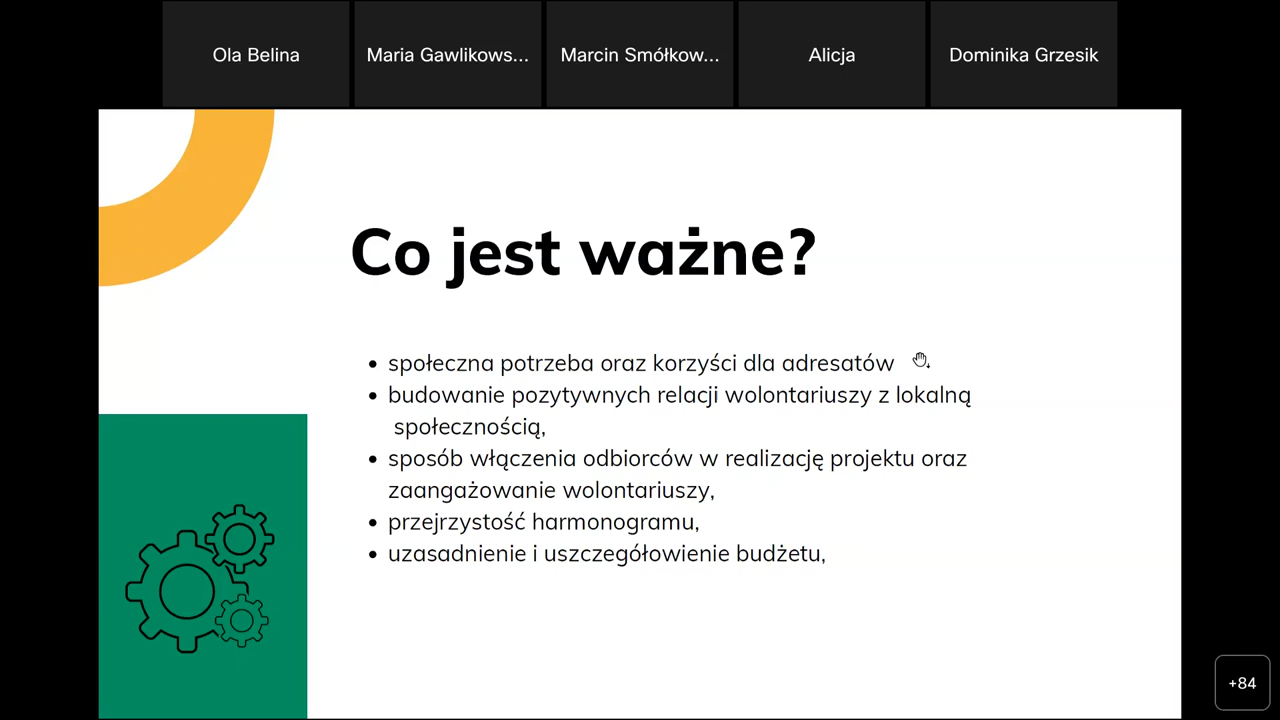 Ola Belina
Maria Gawlikows...
Marcin Smółkow...
Alicja
Dominika Grzesik
Co jest ważne?
• społeczna potrzeba oraz korzyści dla adresatów
• budowanie pozytywnych relacji wolontariuszy z lokalną
społecznością,
• sposób włączenia odbiorców w realizację projektu oraz
zaangażowanie wolontariuszy,
• przejrzystość harmonogramu,
• uzasadnienie i uszczegółowienie budżetu,
+84